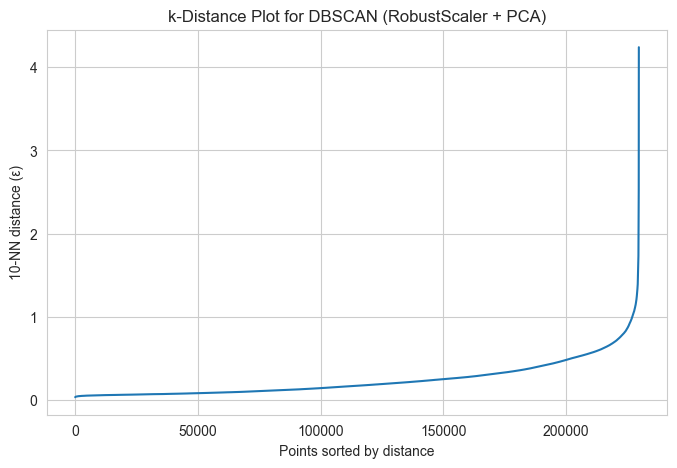 k-Distance Plot for DBSCAN (RobustScaler + PCA)
10-NN distance (ε)
4
3
2
1
0
0 50000 100000 150000 200000
Points sorted by distance